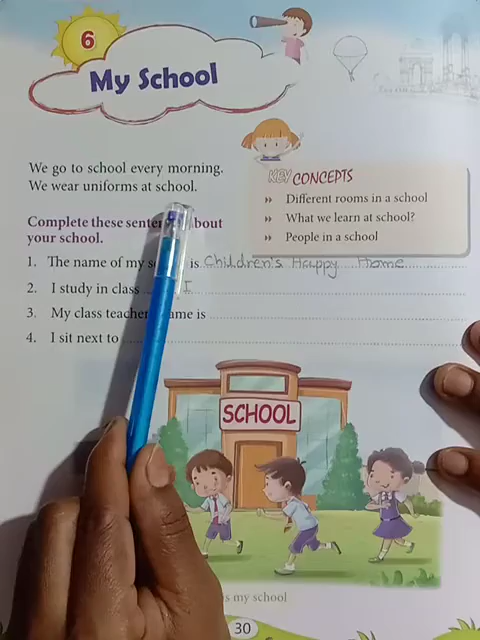 6
My School
We go to school every morning.
We wear uniforms at school.
KEY CONCEPTS
Different rooms in a school
What we learn at school?
People in a school
Complete these about
your school.
1. The name of my is Children's Happy Home
2. I study in class I
3. My class teacher is
4. I sit next to
SCHOOL
my school
30